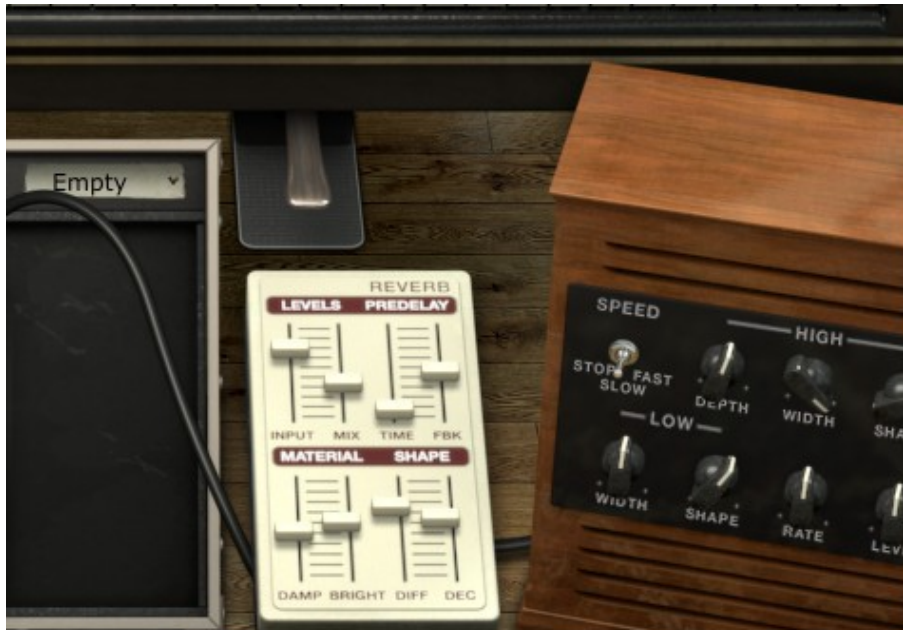 Empty
REVERB
LEVELS PREDELAY
INPUT MIX TIME FBK
MATERIAL SHAPE
DAMP BRIGHT DIFF DEC
SPEED
HIGH
STOP FAST
SLOW
DEPTH WIDTH
LOW
WIDTH SHAPE RATE